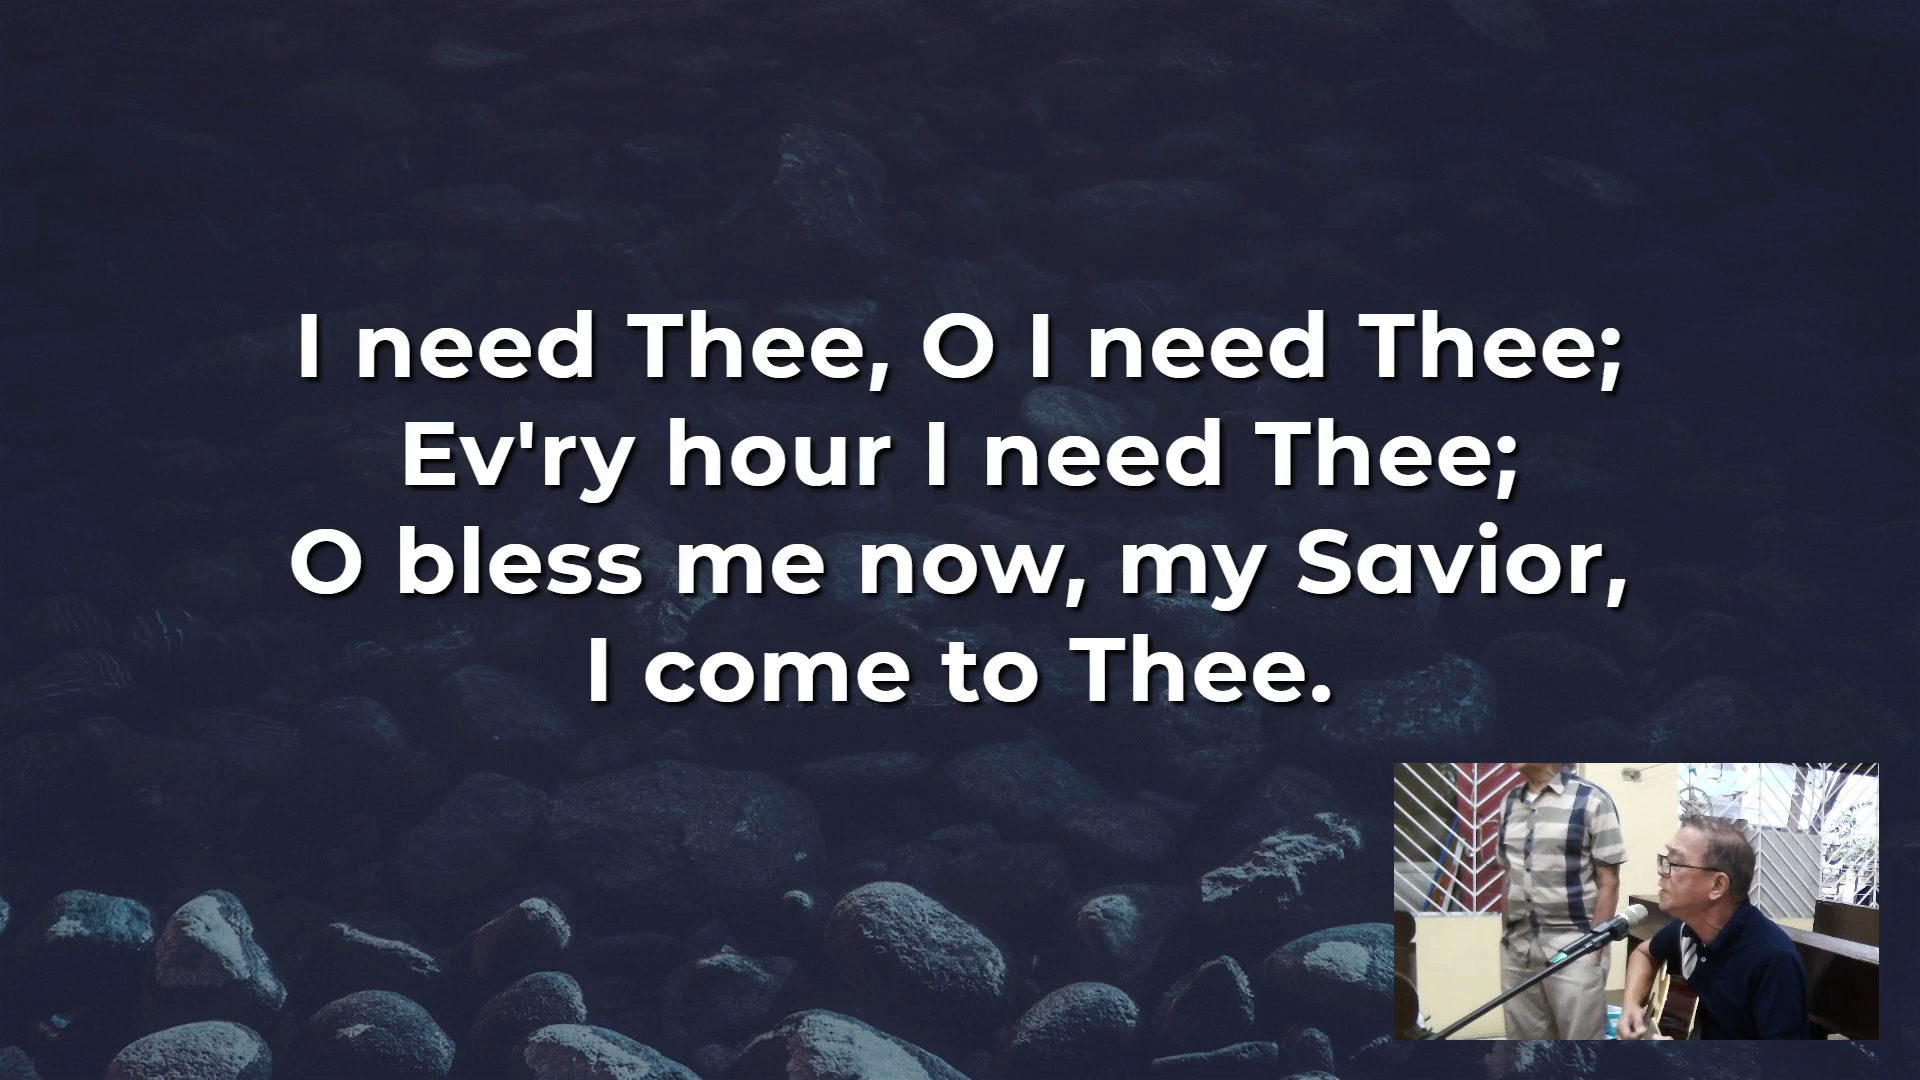 I need Thee, O I need Thee;
Ev'ry hour I need Thee;
O bless me now, my Savior,
I come to Thee.